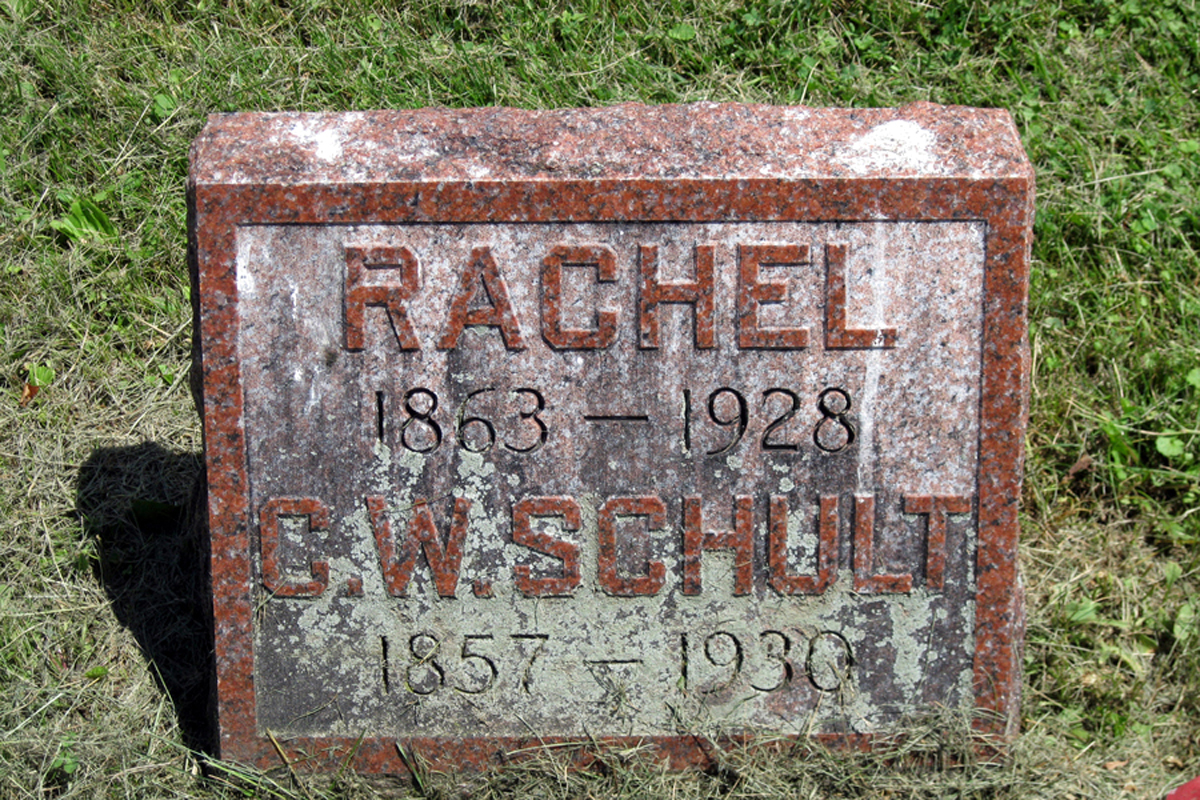 RACHEL
1863 — 1928
C.W. SCHULT
1857 — 1930